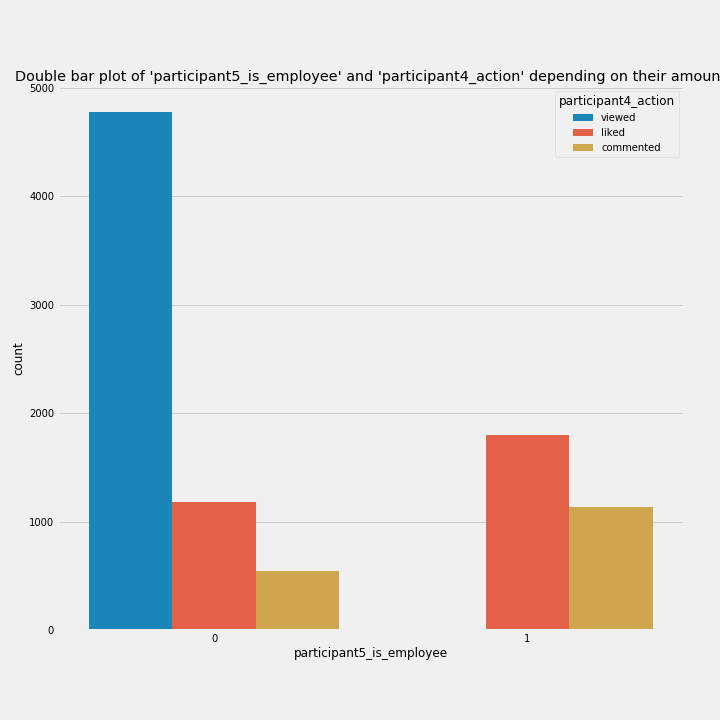 Double bar plot of 'participant5_is_employee' and 'participant4_action' depending on their amoun
participant4_action
viewed
liked
commented
5000
4000
3000
2000
1000
0
count
0 1
participant5_is_employee